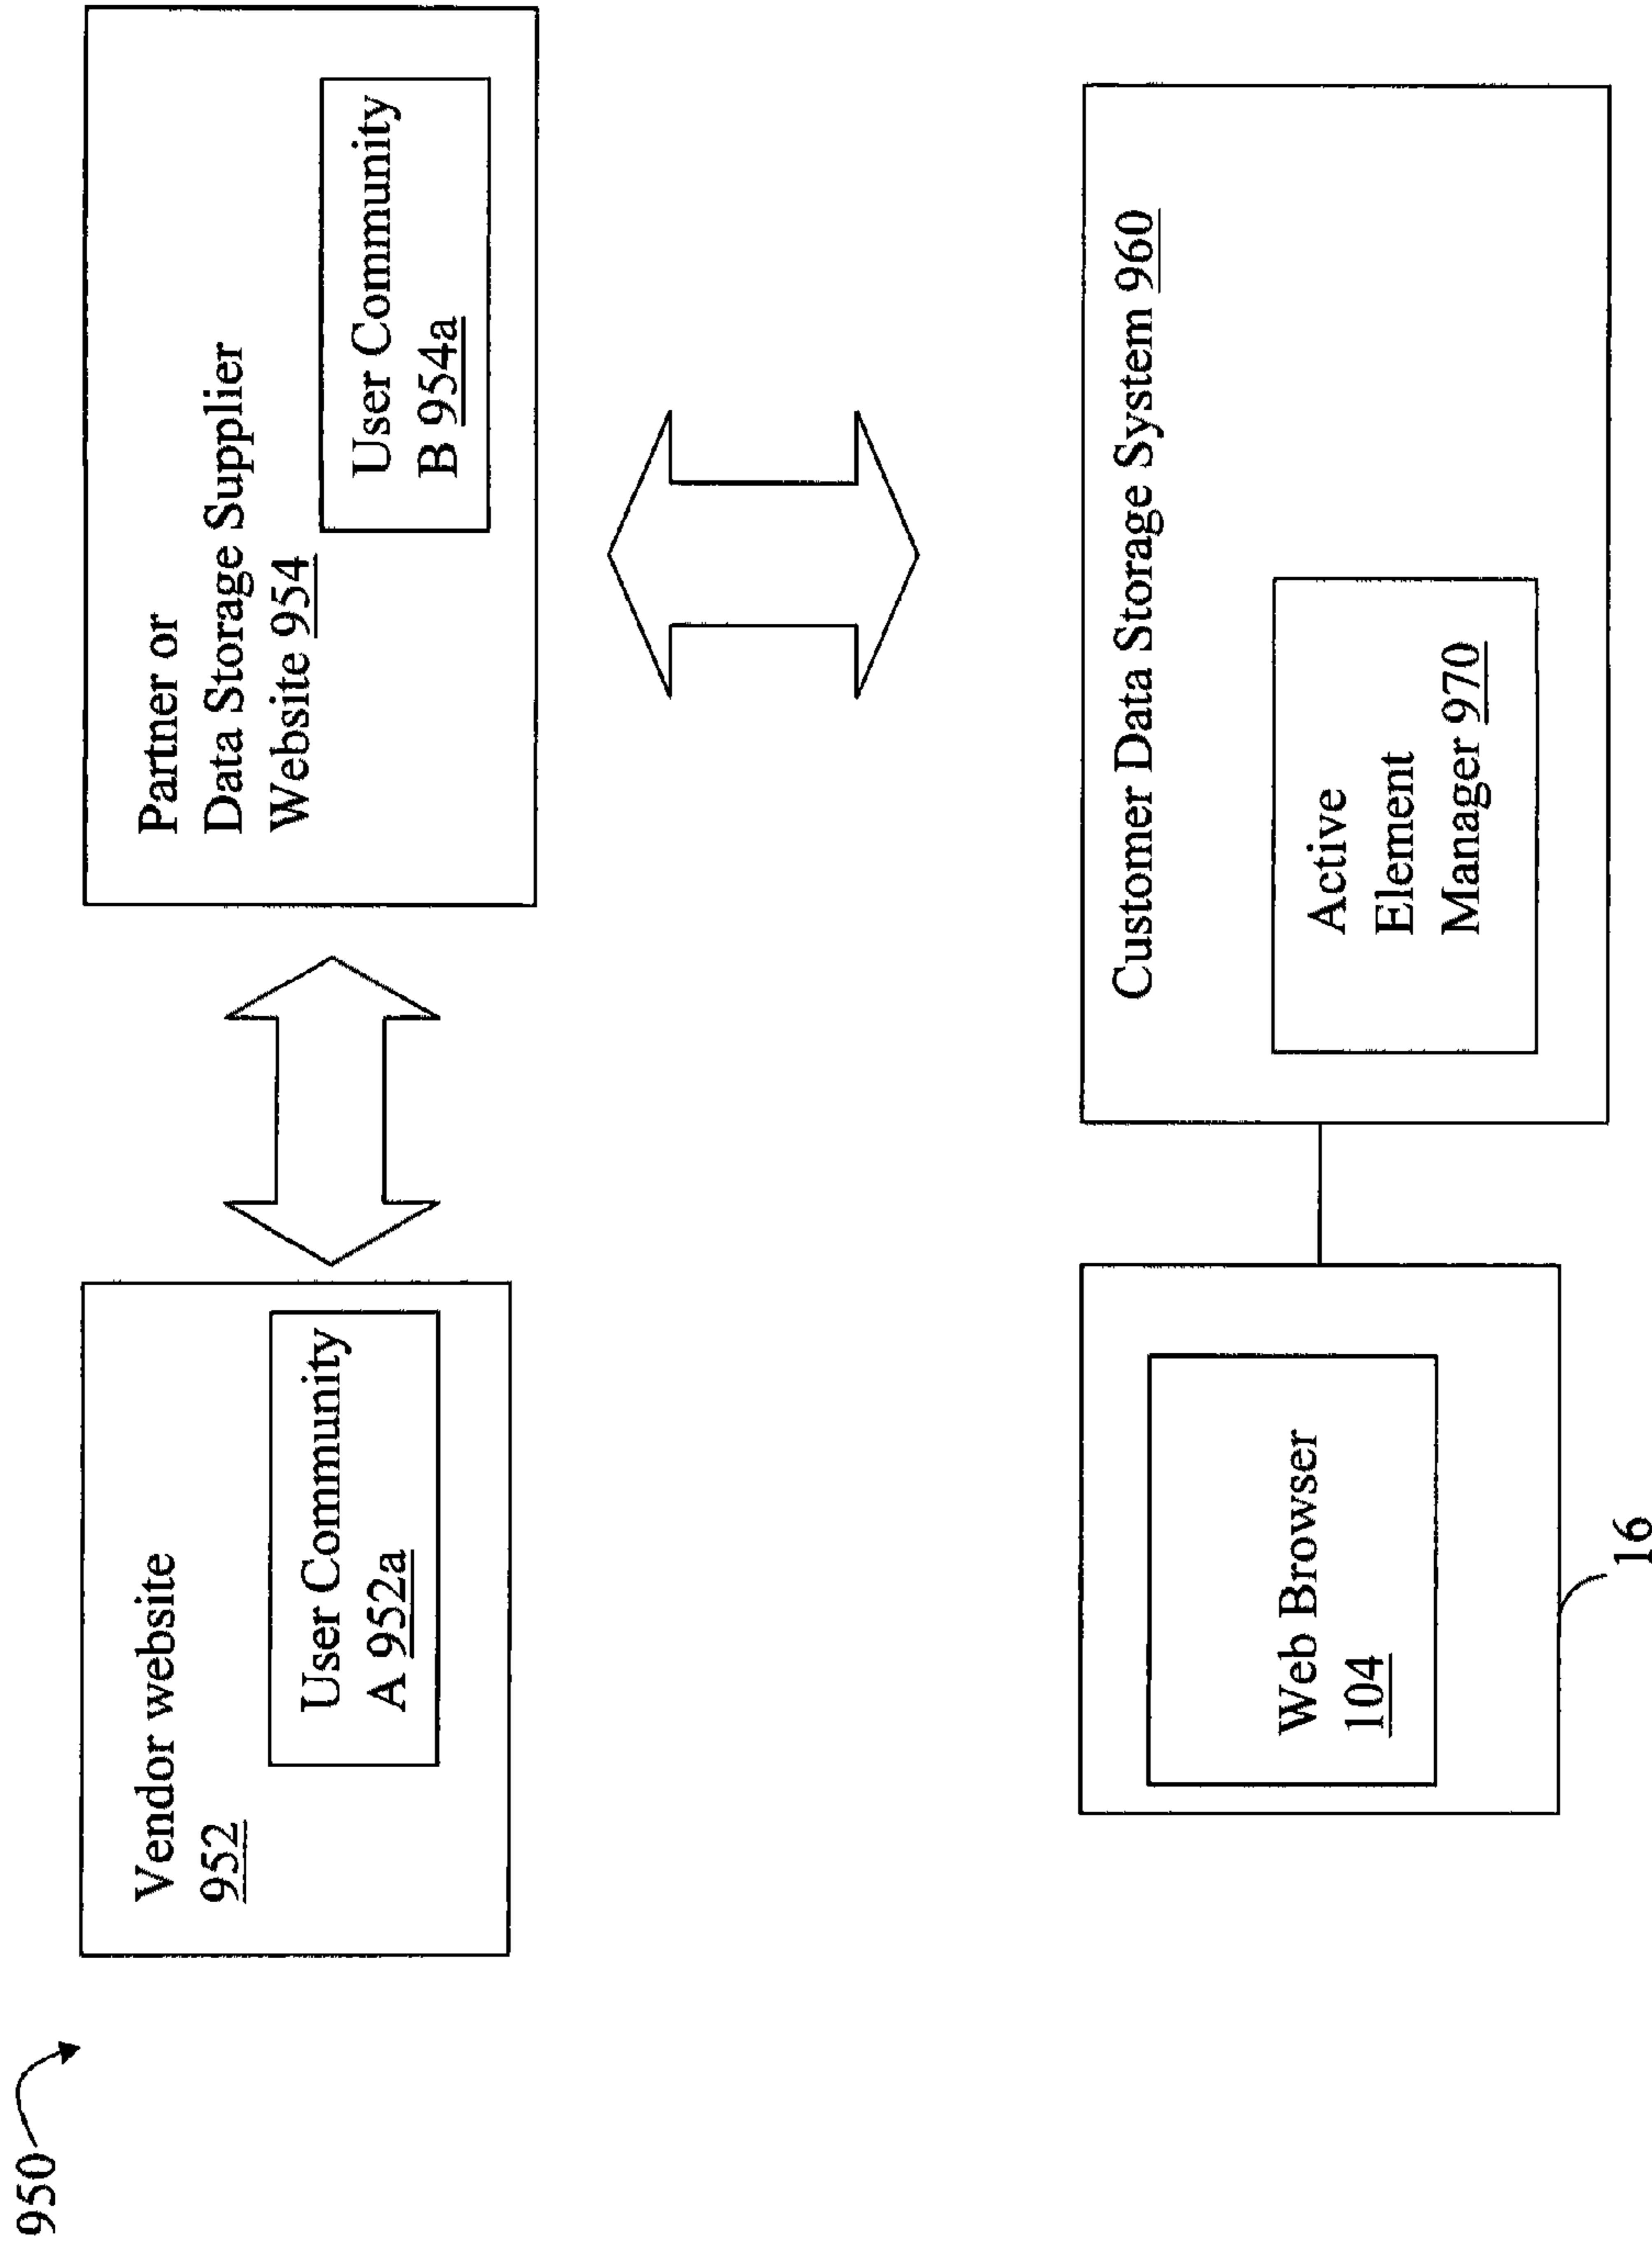 950
Vendor website
952
User Community
A 952a
Partner or
Data Storage Supplier
Website 954
User Community
B 954a
Web Browser
104
16
Customer Data Storage System 960
Active
Element
Manager 970